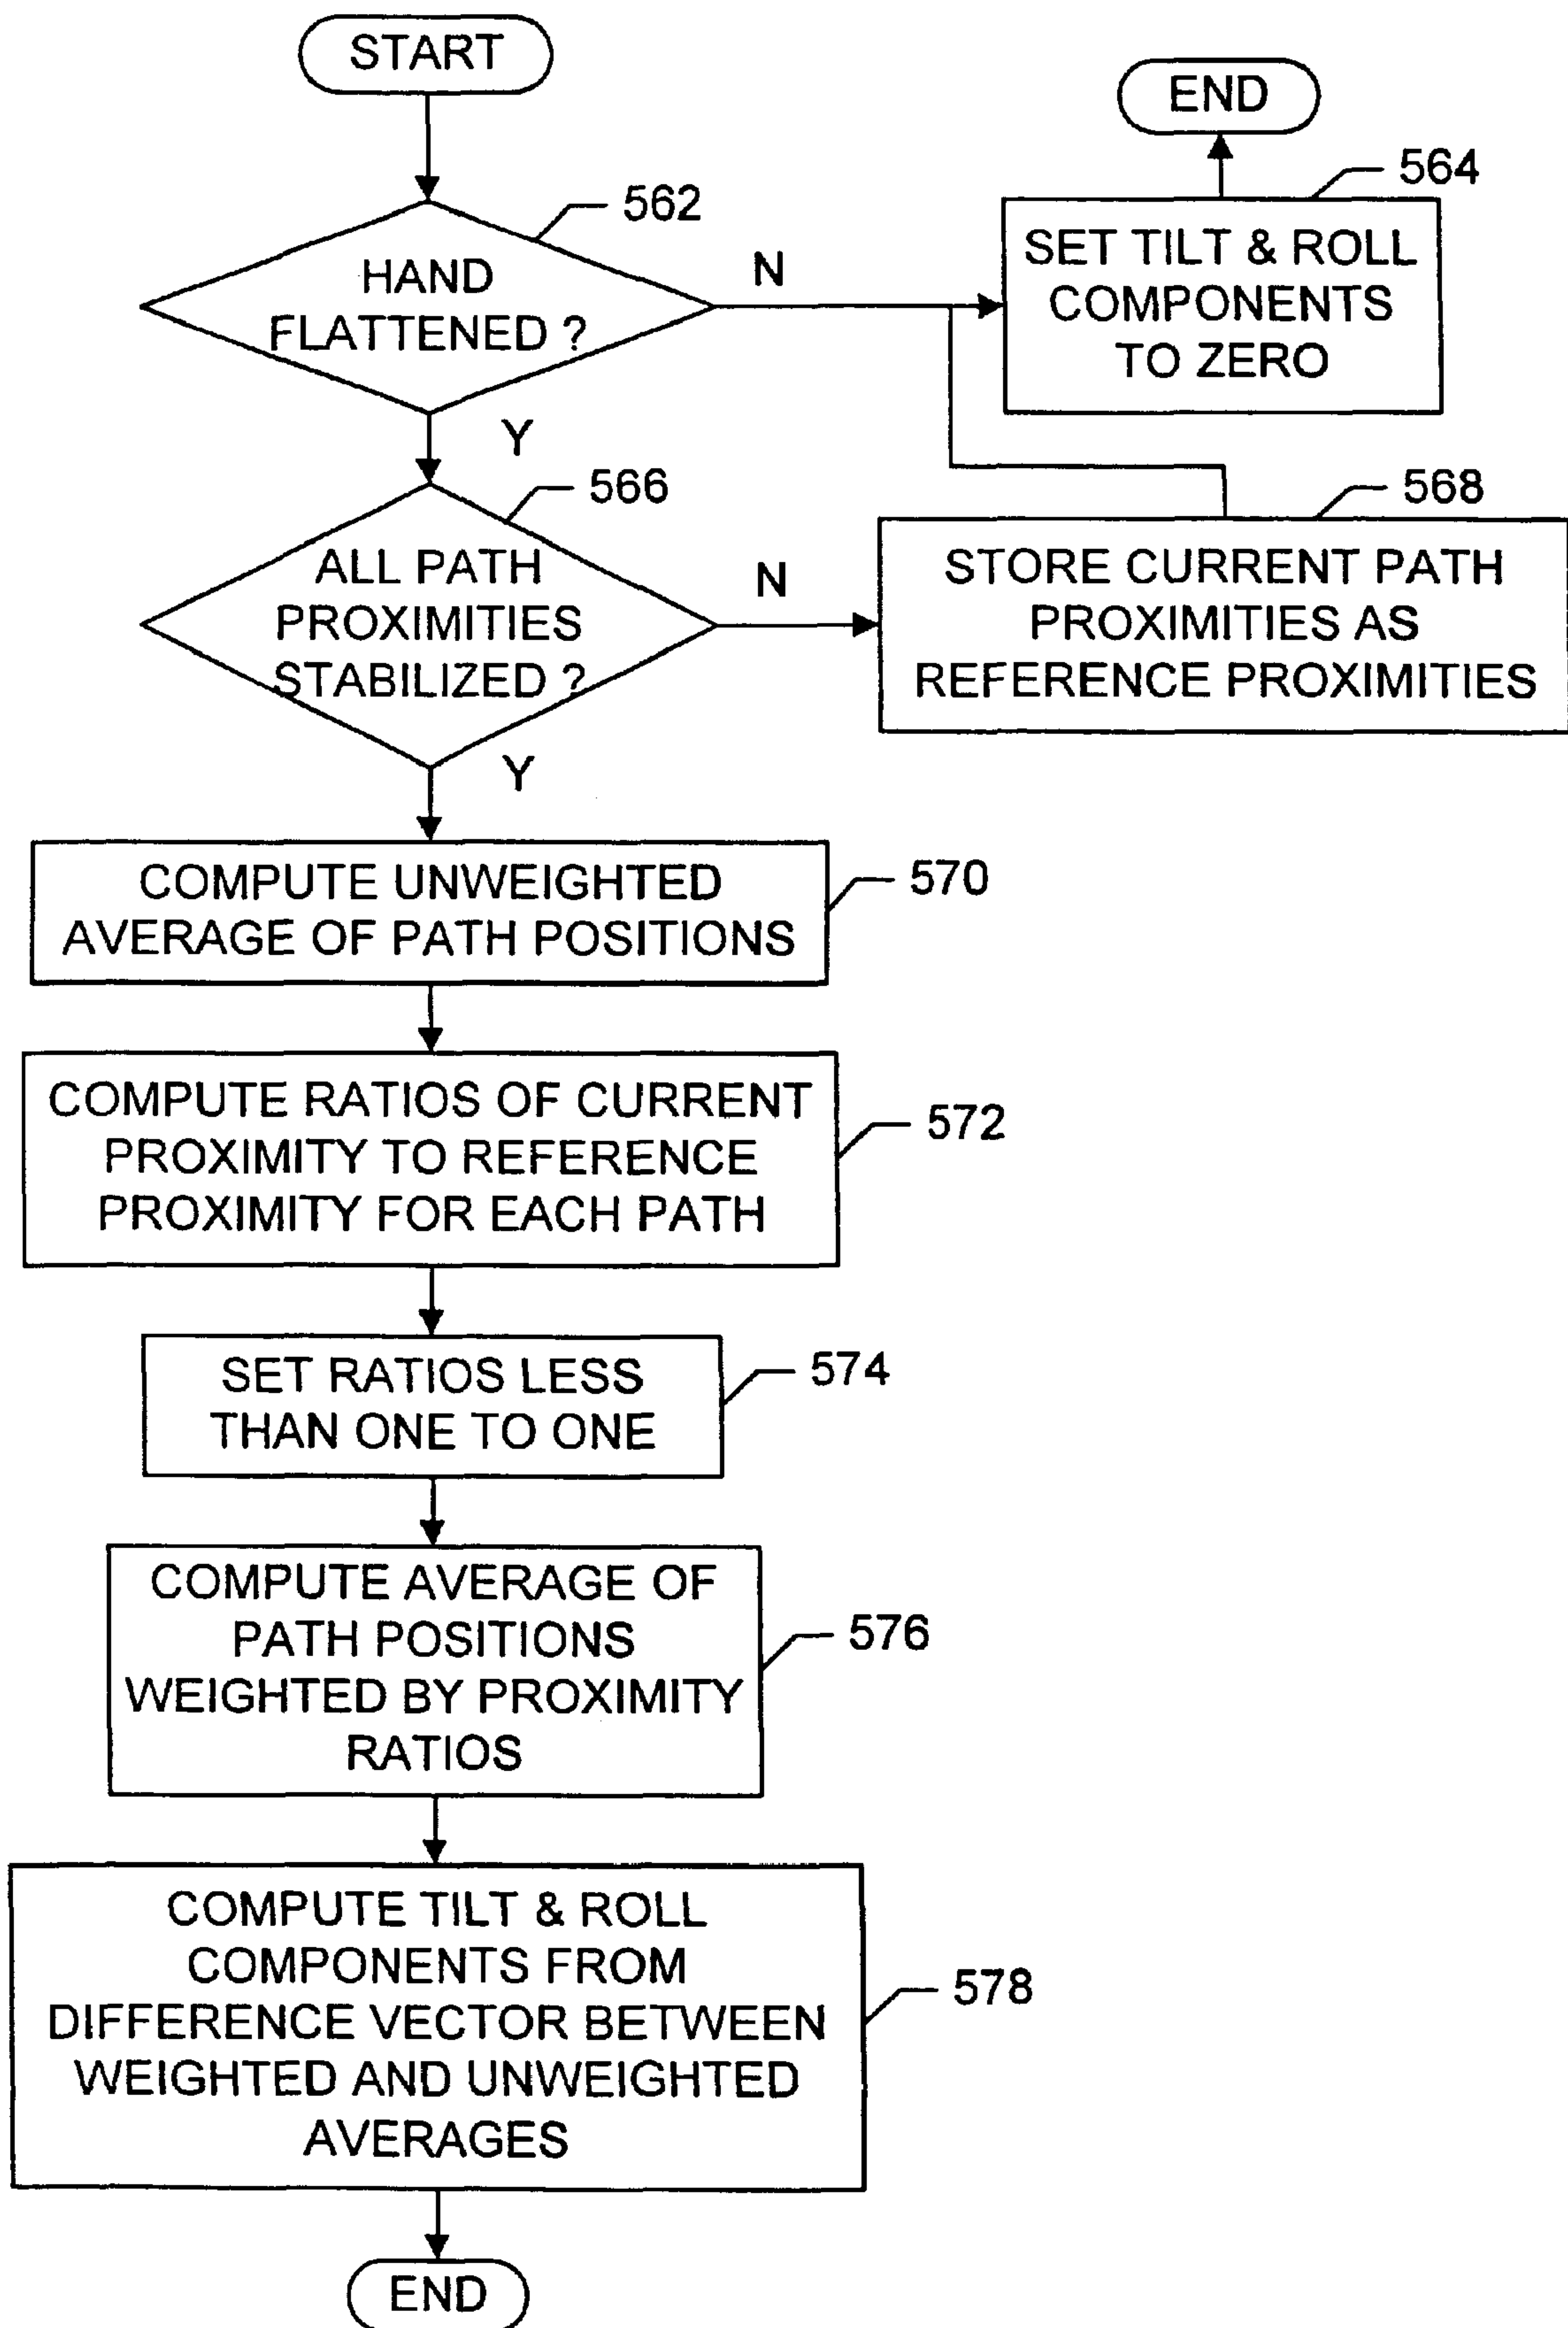 START
END
564
562
SET TILT & ROLL
COMPONENTS
TO ZERO
HAND
FLATTENED ?
N
Y
566
568
ALL PATH
PROXIMITIES
STABILIZED ?
N
STORE CURRENT PATH
PROXIMITIES AS
REFERENCE PROXIMITIES
Y
COMPUTE UNWEIGHTED
AVERAGE OF PATH POSITIONS
570
COMPUTE RATIOS OF CURRENT
PROXIMITY TO REFERENCE
PROXIMITY FOR EACH PATH
572
SET RATIOS LESS
THAN ONE TO ONE
574
COMPUTE AVERAGE OF
PATH POSITIONS
WEIGHTED BY PROXIMITY
RATIOS
576
COMPUTE TILT & ROLL
COMPONENTS FROM
DIFFERENCE VECTOR BETWEEN
WEIGHTED AND UNWEIGHTED
AVERAGES
578
END